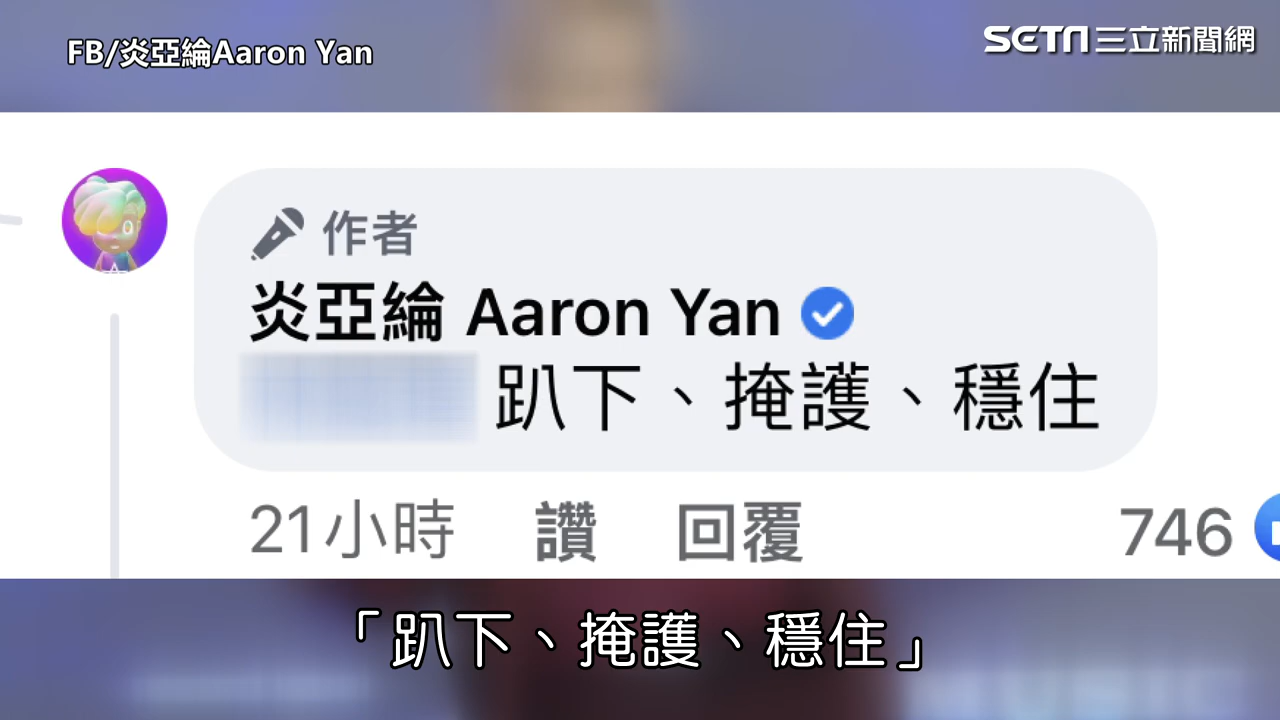 FB/炎亞綸Aaron Yan
SETN三立新聞網
作者
炎亞綸 Aaron Yan
趴下、掩護、穩住
21小時 讚 回覆 746
「趴下、掩護、穩住」